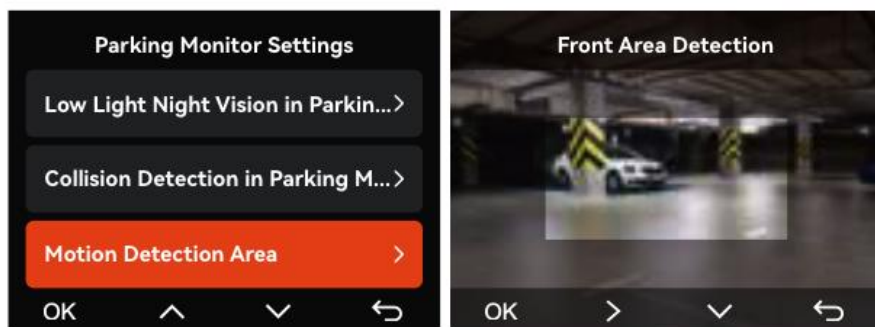 Parking Monitor Settings
Low Light Night Vision in Parkin...
Collision Detection in Parking M...
Motion Detection Area
OK
Front Area Detection
OK